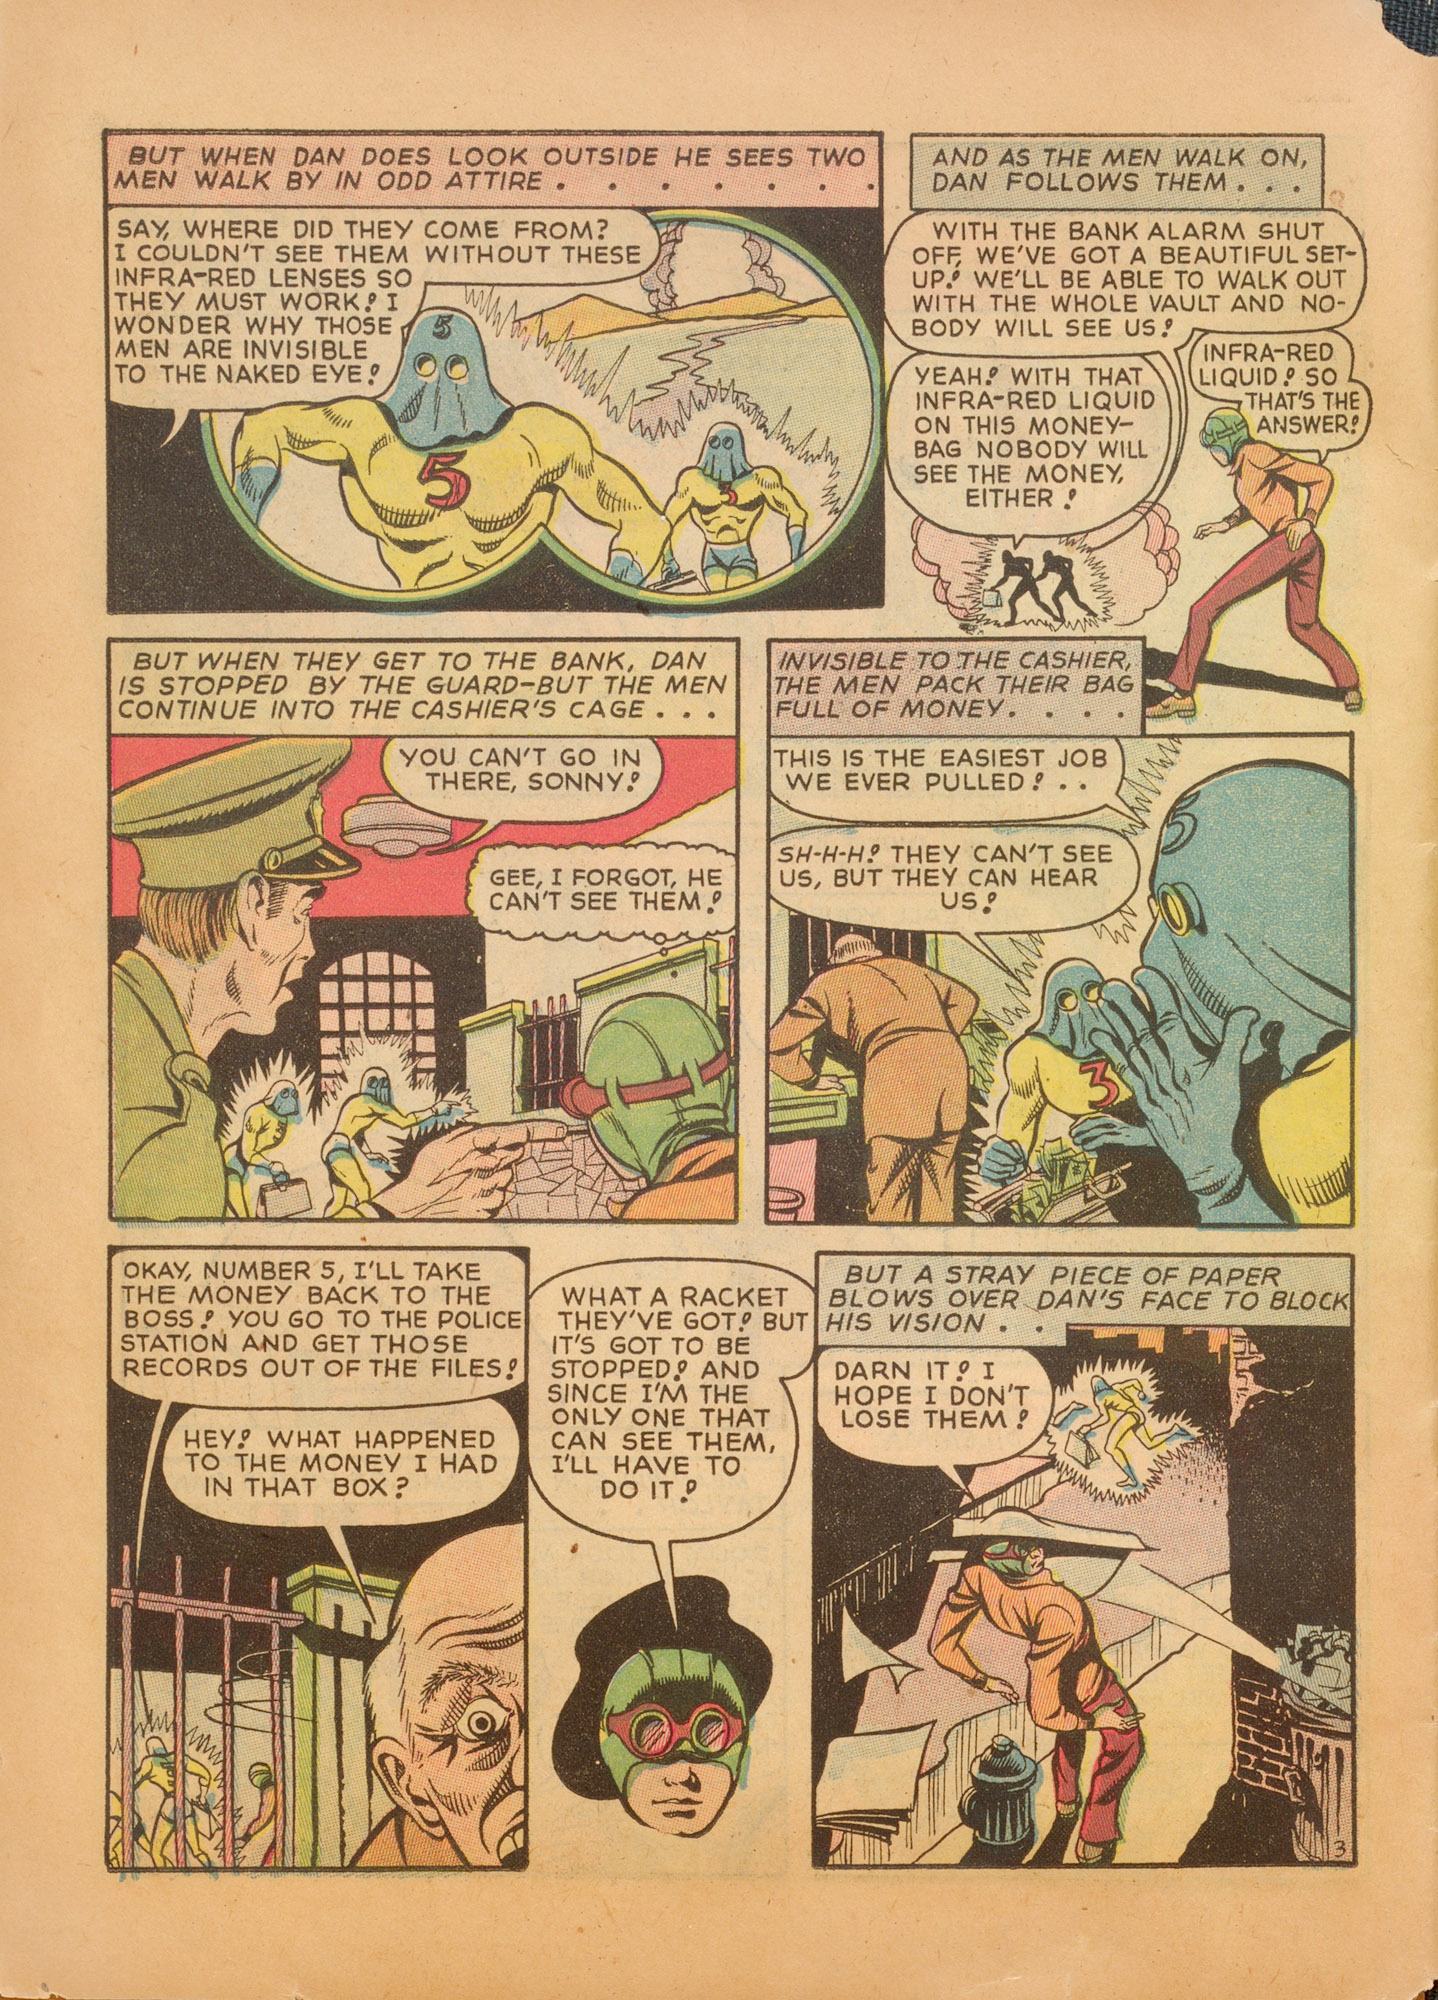 BUT WHEN DAN DOES LOOK OUTSIDE HE SEES TWO
MEN WALK BY IN ODD ATTIRE . . . . . . .
SAY, WHERE DID THEY COME FROM?
I COULDN'T SEE THEM WITHOUT THESE
INFRA-RED LENSES SO
THEY MUST WORK! I
WONDER WHY THOSE
MEN ARE INVISIBLE
TO THE NAKED EYE!
5
5
3
AND AS THE MEN WALK ON,
DAN FOLLOWS THEM . . .
WITH THE BANK ALARM SHUT
OFF, WE'VE GOT A BEAUTIFUL SET-
UP! WE'LL BE ABLE TO WALK OUT
WITH THE WHOLE VAULT AND NO-
BODY WILL SEE US!
YEAH! WITH THAT
INFRA-RED LIQUID
ON THIS MONEY-
BAG NOBODY WILL
SEE THE MONEY,
EITHER!
INFRA-RED
LIQUID! SO
THAT'S THE
ANSWER!
BUT WHEN THEY GET TO THE BANK, DAN
IS STOPPED BY THE GUARD-BUT THE MEN
CONTINUE INTO THE CASHIER'S CAGE . . .
YOU CAN'T GO IN
THERE, SONNY!
GEE, I FORGOT, HE
CAN'T SEE THEM!
INVISIBLE TO THE CASHIER,
THE MEN PACK THEIR BAG
FULL OF MONEY. . . .
THIS IS THE EASIEST JOB
WE EVER PULLED! . .
SH-H-H! THEY CAN'T SEE
US, BUT THEY CAN HEAR
US!
5
3
OKAY, NUMBER 5, I'LL TAKE
THE MONEY BACK TO THE
BOSS! YOU GO TO THE POLICE
STATION AND GET THOSE
RECORDS OUT OF THE FILES!
HEY! WHAT HAPPENED
TO THE MONEY I HAD
IN THAT BOX?
WHAT A RACKET
THEY'VE GOT! BUT
IT'S GOT TO BE
STOPPED! AND
SINCE I'M THE
ONLY ONE THAT
CAN SEE THEM,
I'LL HAVE TO
DO IT!
BUT A STRAY PIECE OF PAPER
BLOWS OVER DAN'S FACE TO BLOCK
HIS VISION . . .
DARN IT! I
HOPE I DON'T
LOSE THEM!
3